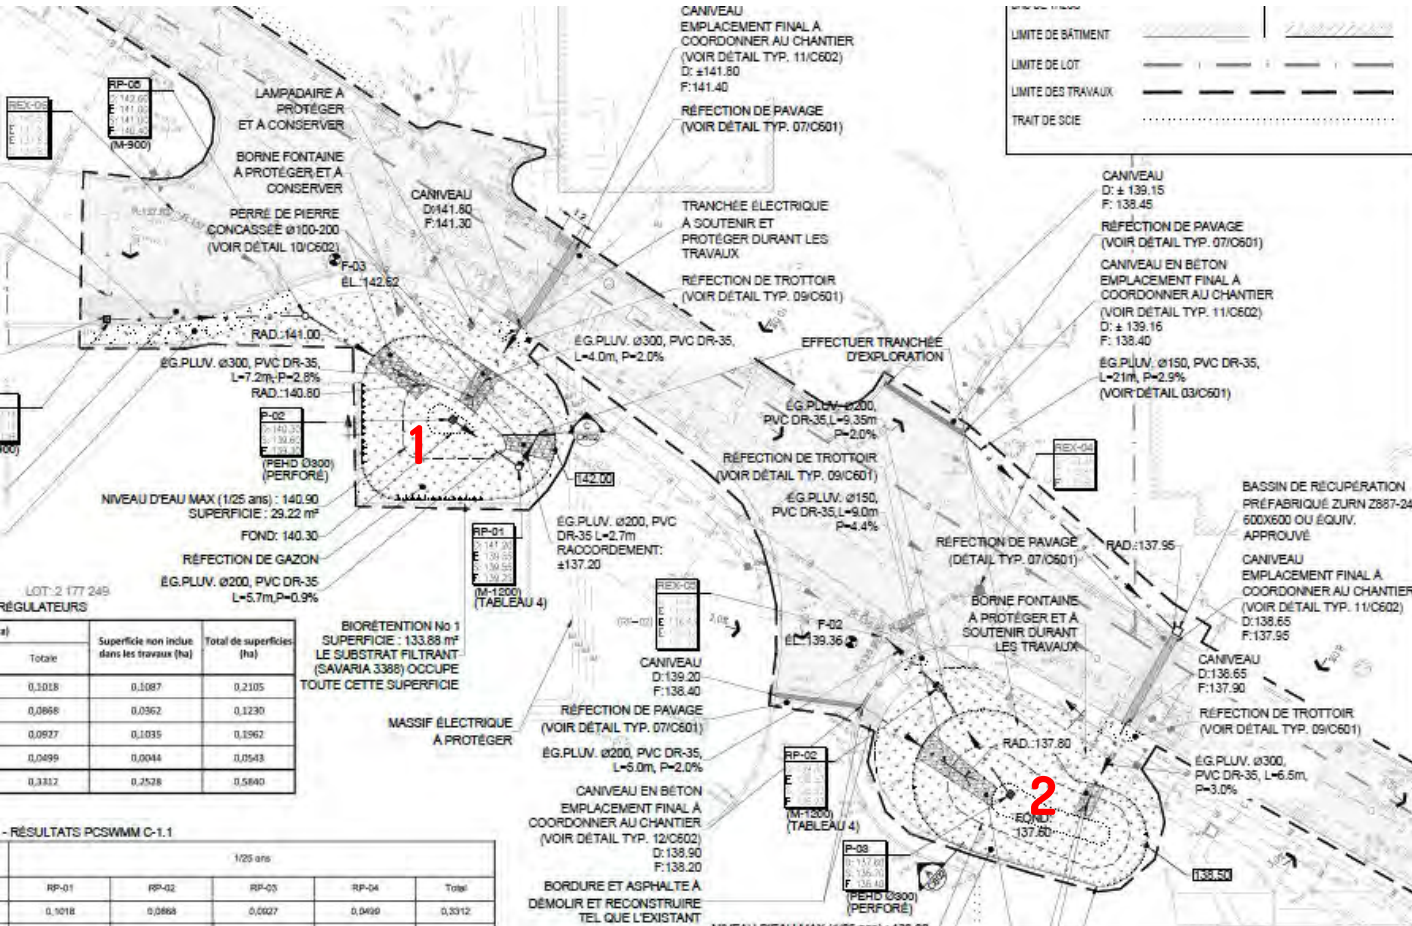 CANIVEAU
EMPLACEMENT FINAL À
COORDONNER AU CHANTIER
(VOIR DÉTAIL TYP. 11/C602)
D: ±141.80
F:141.40
RÉFECTION DE PAVAGE
(VOIR DÉTAIL TYP. 07/C601)
LIMITE DE BÂTIMENT
LIMITE DE LOT
LIMITE DES TRAVAUX
TRAIT DE SCIE
REX-06
RP-05
(M-900)
LAMPADAIRE À
PROTÉGER
ET À CONSERVER
BORNE FONTAINE
À PROTÉGER ET À
CONSERVER
PERRÉ DE PIERRE
CONCASSÉE Ø100-200
(VOIR DÉTAIL 10/C602)
CANIVEAU
D:141.80
F:141.30
F-03
ÉL.:142.62
1.2
TRANCHÉE ÉLECTRIQUE
À SOUTENIR ET
PROTÉGER DURANT LES
TRAVAUX
RÉFECTION DE TROTTOIR
(VOIR DÉTAIL TYP. 09/C601)
ÉG.PLUV. Ø300, PVC DR-35,
L=4.0m, P=2.0%
EFFECTUER TRANCHÉE
D'EXPLORATION
CANIVEAU
D: ± 139.15
F: 138.45
RÉFECTION DE PAVAGE
(VOIR DÉTAIL TYP. 07/C601)
CANIVEAU EN BÉTON
EMPLACEMENT FINAL À
COORDONNER AU CHANTIER
(VOIR DÉTAIL TYP. 11/C602)
D: ± 139.16
F: 138.40
ÉG.PLUV. Ø150, PVC DR-35,
L=21m, P=2.9%
(VOIR DÉTAIL 03/C601)
RAD.:141.00
ÉG.PLUV. Ø300, PVC DR-35,
L=7.2m, P=2.8%
RAD.:140.80
P-02
(PEHD Ø300)
(PERFORÉ)
1
C602
142.00
NIVEAU D'EAU MAX (1/25 ans) : 140.90
SUPERFICIE : 29.22 m²
FOND: 140.30
RÉFECTION DE GAZON
ÉG.PLUV. Ø200, PVC DR-35
L=5.7m,P=0.9%
RP-01
(M-1200)
(TABLEAU 4)
ÉG.PLUV. Ø200, PVC
DR-35 L=2.7m
RACCORDEMENT:
±137.20
ÉG.PLUV. Ø200,
PVC DR-35,L=9.35m
P=2.0%
RÉFECTION DE TROTTOIR
(VOIR DÉTAIL TYP. 09/C601)
ÉG.PLUV. Ø150,
PVC DR-35,L=9.0m
P=4.4%
REX-04
RÉFECTION DE PAVAGE
(DÉTAIL TYP. 07/C601)
RAD.:137.95
BASSIN DE RÉCUPÉRATION
PRÉFABRIQUÉ ZURN Z887-24
600X600 OU ÉQUIV.
APPROUVÉ
CANIVEAU
EMPLACEMENT FINAL À
COORDONNER AU CHANTIER
(VOIR DÉTAIL TYP. 11/C602)
D: 138.65
F:137.95
CANIVEAU
D:138.65
F:137.90
RÉFECTION DE TROTTOIR
(VOIR DÉTAIL TYP. 09/C601)
ÉG.PLUV. Ø300,
PVC DR-35, L=6.5m,
P=3.0%
138.50
BORNE FONTAINE
À PROTÉGER ET À
SOUTENIR DURANT
LES TRAVAUX
REX-05
F-02
ÉL.:139.36
BIORÉTENTION No 1
SUPERFICIE : 133.88 m²
LE SUBSTRAT FILTRANT
(SAVARIA 3388) OCCUPE
TOUTE CETTE SUPERFICIE
MASSIF ÉLECTRIQUE
À PROTÉGER
CANIVEAU
D:139.20
F:138.40
RÉFECTION DE PAVAGE
(VOIR DÉTAIL TYP. 07/C601)
ÉG.PLUV. Ø200, PVC DR-35,
L=5.0m, P=2.0%
CANIVEAU EN BÉTON
EMPLACEMENT FINAL À
COORDONNER AU CHANTIER
(VOIR DÉTAIL TYP. 12/C602)
D:138.90
F:138.20
BORDURE ET ASPHALTE À
DÉMOLIR ET RECONSTRUIRE
TEL QUE L'EXISTANT
RP-02
(M-1200)
(TABLEAU 4)
P-03
(PEHD Ø300)
(PERFORÉ)
RAD.:137.80
2
FOND:
137.60
LOT: 2 177 249
RÉGULATEURS
Totale
Superficie non inclue
dans les travaux (ha)
Total de superficies
(ha)
0,1018 0,1087 0,2105
0,0868 0,0362 0,1230
0,0927 0,1035 0,1962
0,0499 0,0044 0,0543
0,3312 0,2528 0,5840
- RÉSULTATS PCSWMM C-1.1
1/25 ans
RP-01 RP-02 RP-03 RP-04 Total
0,1018 0,0868 0,0927 0,0499 0,3312